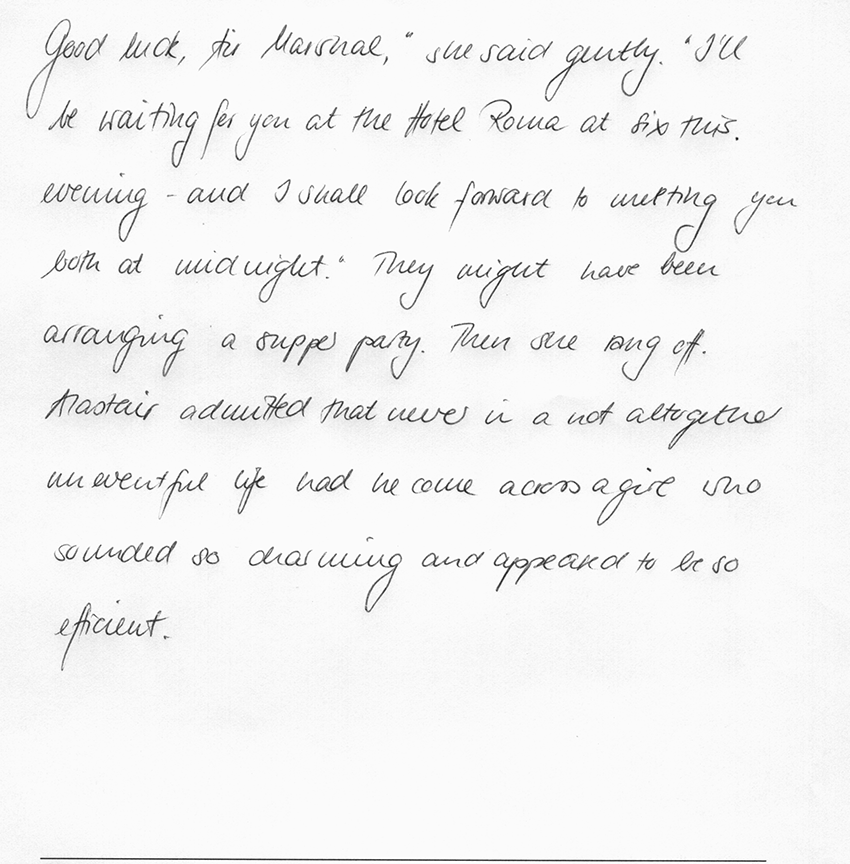 Good luck, Air Marshal," she said gently. "I'll
be waiting for you at the Hotel Roma at six this.
evening - and I shall look forward to meeting you
both at midnight." They might have been
arranging a supper party. Then she rang off.
Alastair admitted that never in a not altogether
uneventful life had he come across a girl who
sounded so charming and appeared to be so
efficient.